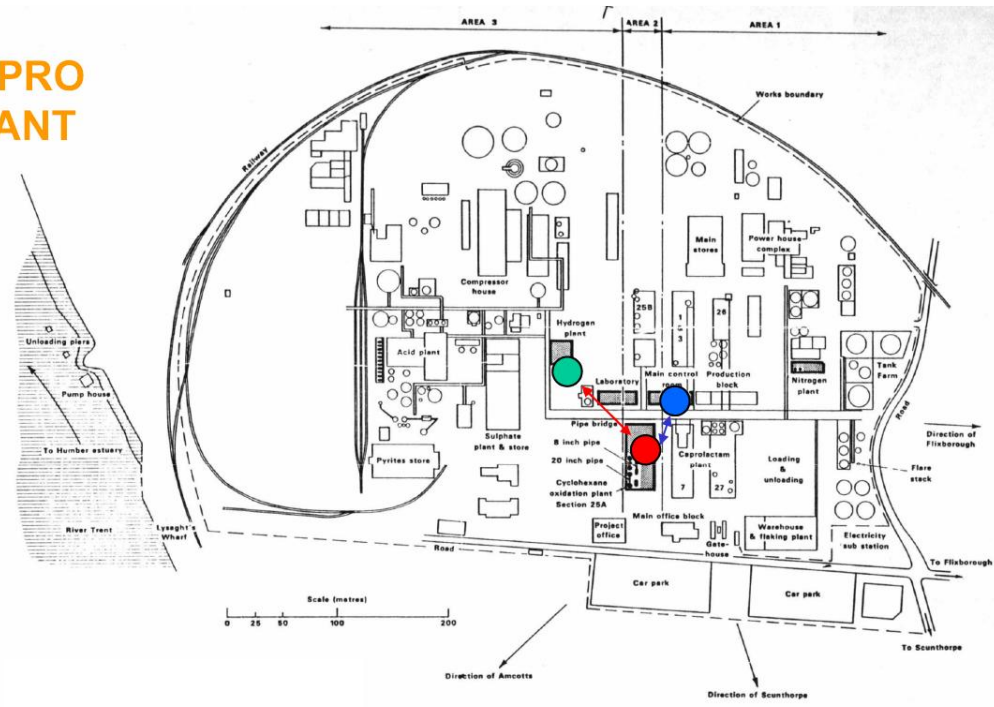 PRO
ANT
AREA 3
AREA 2
AREA 1
Works boundary
Railway
Main
stores
Power house
complex
Compressor
house
25B
1
3
26
Unloading piers
Hydrogen
plant
Acid plant
Laboratory
Main control
room
Production
block
Nitrogen
plant
Tank
Farm
Pump house
Road
Pipe bridge
8 inch pipe
20 inch pipe
Cyclohexane
oxidation plant
Section 25A
Sulphate
plant & store
Caprolactam
plant
7
27
Loading
&
unloading
Direction of
Flixborough
Flare
stack
To Humber estuary
Pyrites store
River Trent
Lysaght's
Wharf
Project
office
Main office block
Gate-
house
Warehouse
& flaking plant
Electricity
sub station
Road
To Flixborough
Car park
Car park
Scale (metres)
0 25 50 100 200
To Scunthorpe
Direction of Amcotts
Direction of Scunthorpe